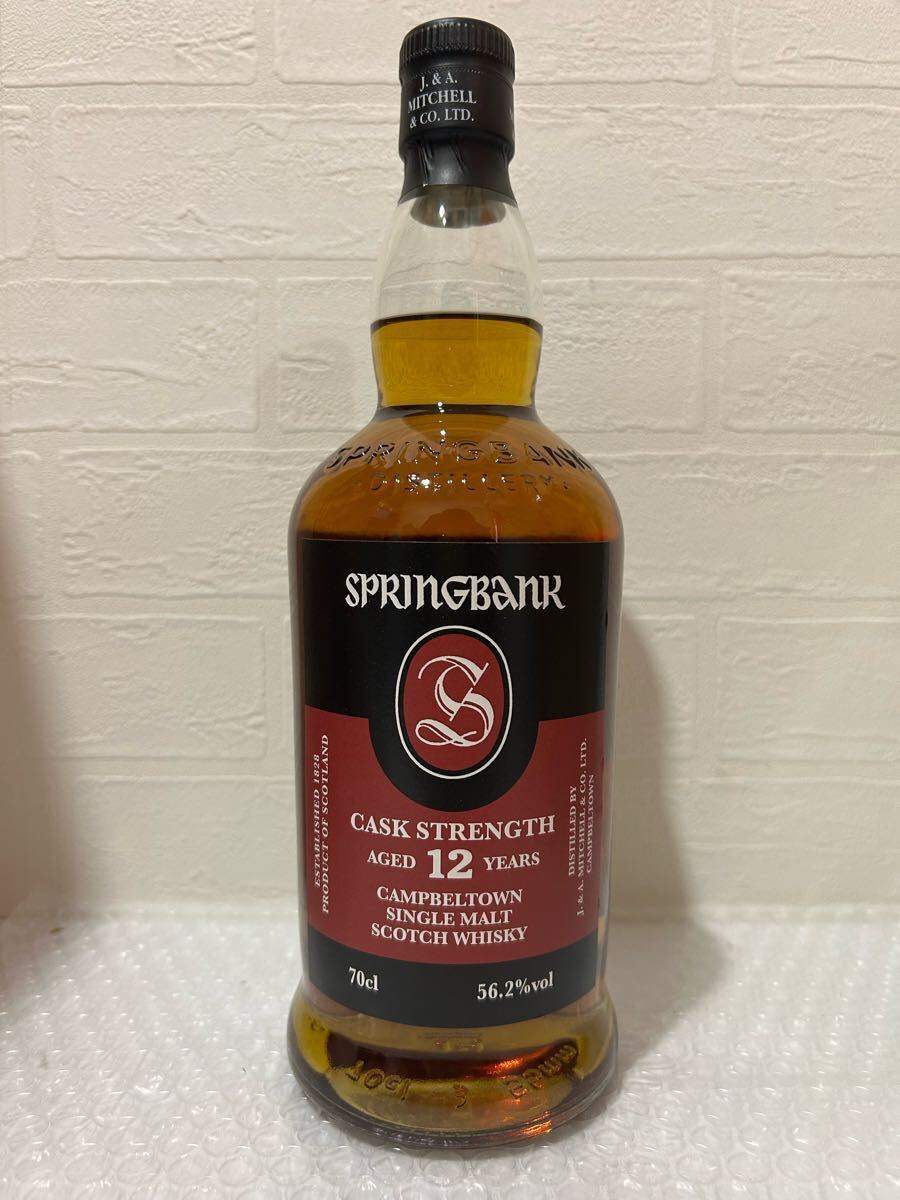 J. & A.
MITCHELL
& CO. LTD.
SPRINGBANK
DISTILLERY
SPRINGBANK
S
ESTABLISHED 1828
PRODUCT OF SCOTLAND
CASK STRENGTH
AGED 12 YEARS
CAMPBELTOWN
SINGLE MALT
SCOTCH WHISKY
DISTILLED BY
J. & A. MITCHELL & CO. LTD.
CAMPBELTOWN
70cl
56.2%vol